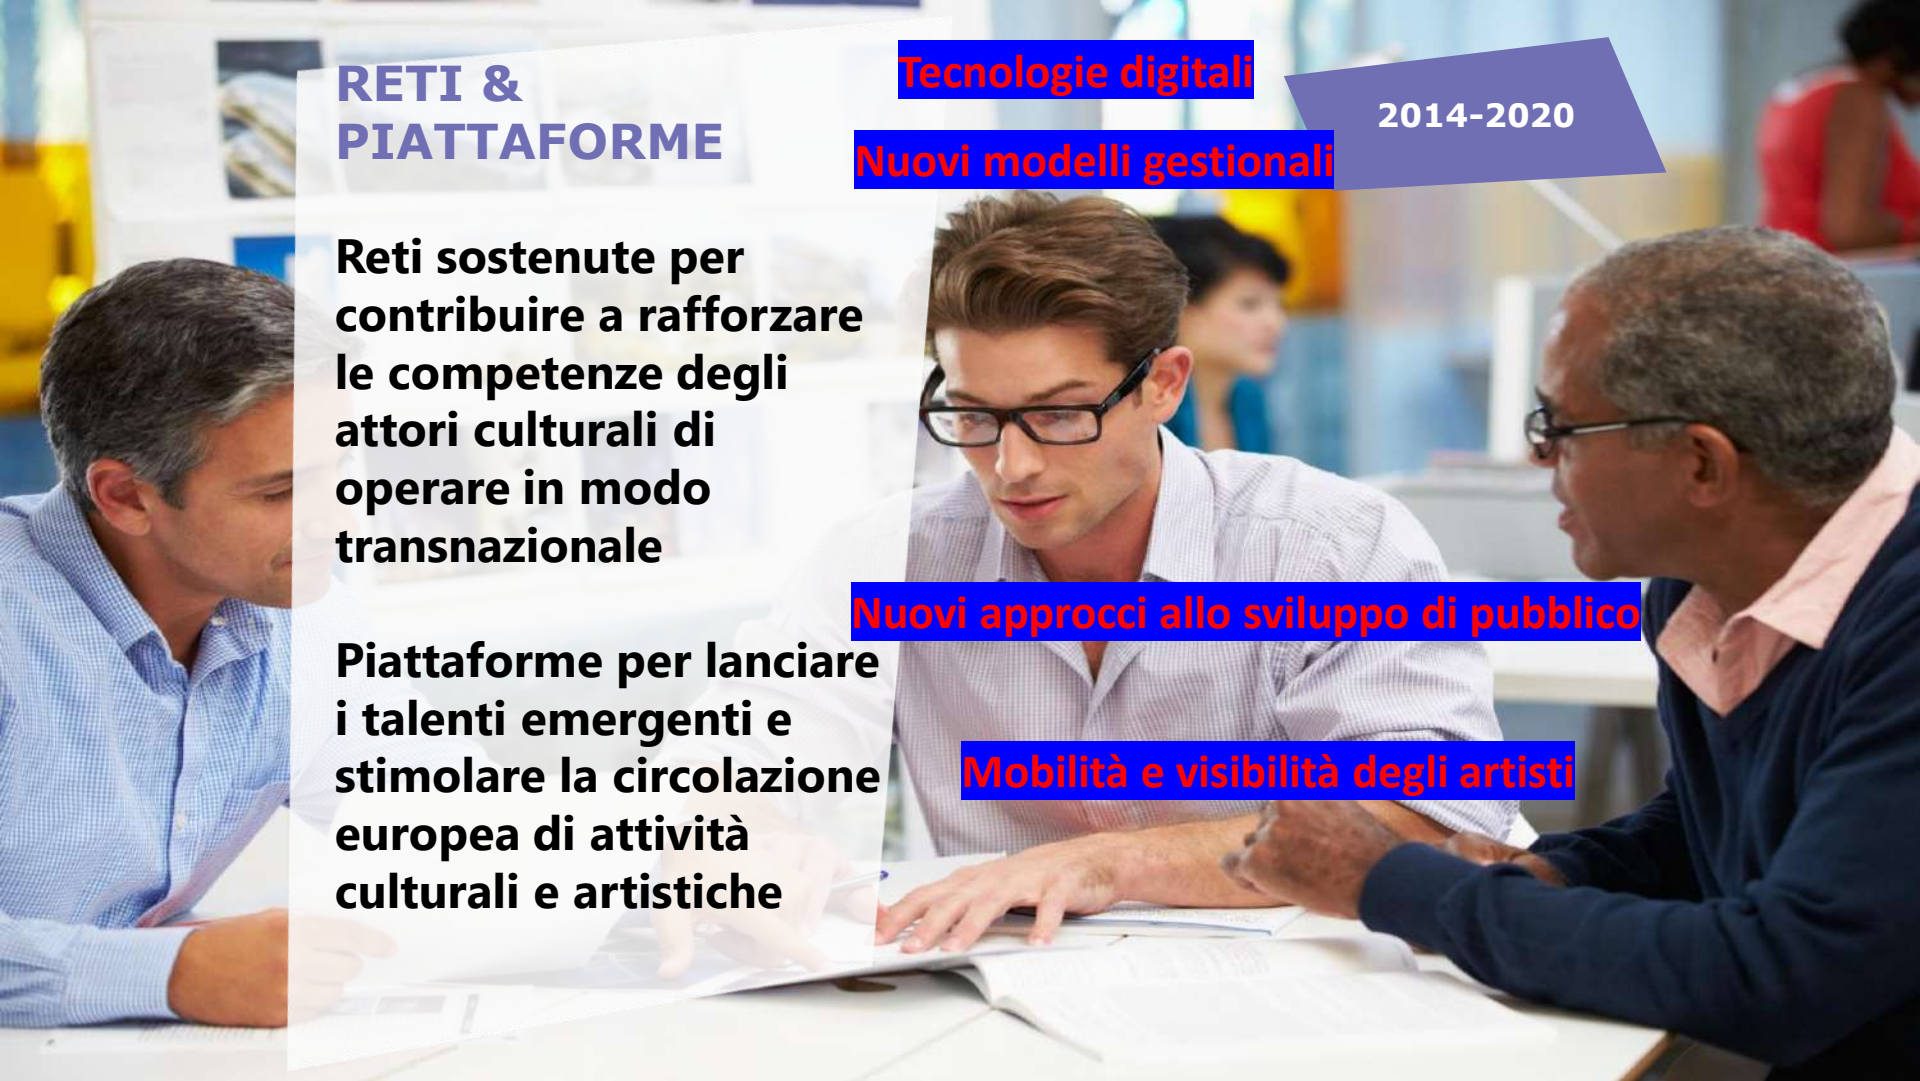 RETI &
PIATTAFORME
Tecnologie digitali
2014-2020
Nuovi modelli gestionali
Reti sostenute per
contribuire a rafforzare
le competenze degli
attori culturali di
operare in modo
transnazionale
Nuovi approcci allo sviluppo di pubblico
Piattaforme per lanciare
i talenti emergenti e
stimolare la circolazione
europea di attività
culturali e artistiche
Mobilità e visibilità degli artisti